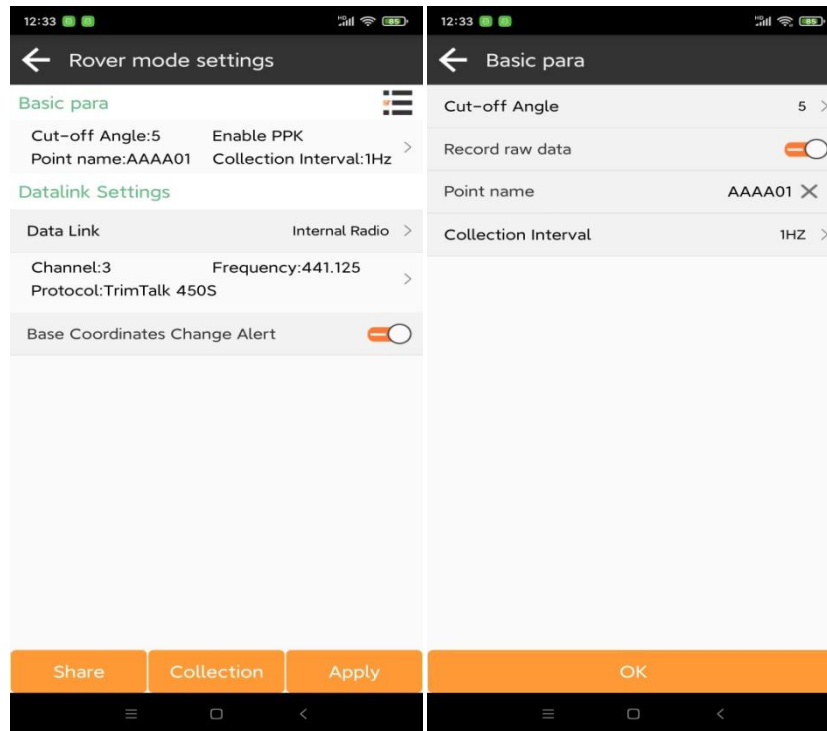 12:33
85
Rover mode settings
Basic para
Cut-off Angle:5 Enable PPK
Point name:AAAA01 Collection Interval:1Hz
Datalink Settings
Data Link Internal Radio
Channel:3 Frequency:441.125
Protocol:TrimTalk 450S
Base Coordinates Change Alert
Share Collection Apply
12:33
85
Basic para
Cut-off Angle 5
Record raw data
Point name AAAA01
Collection Interval 1HZ
OK